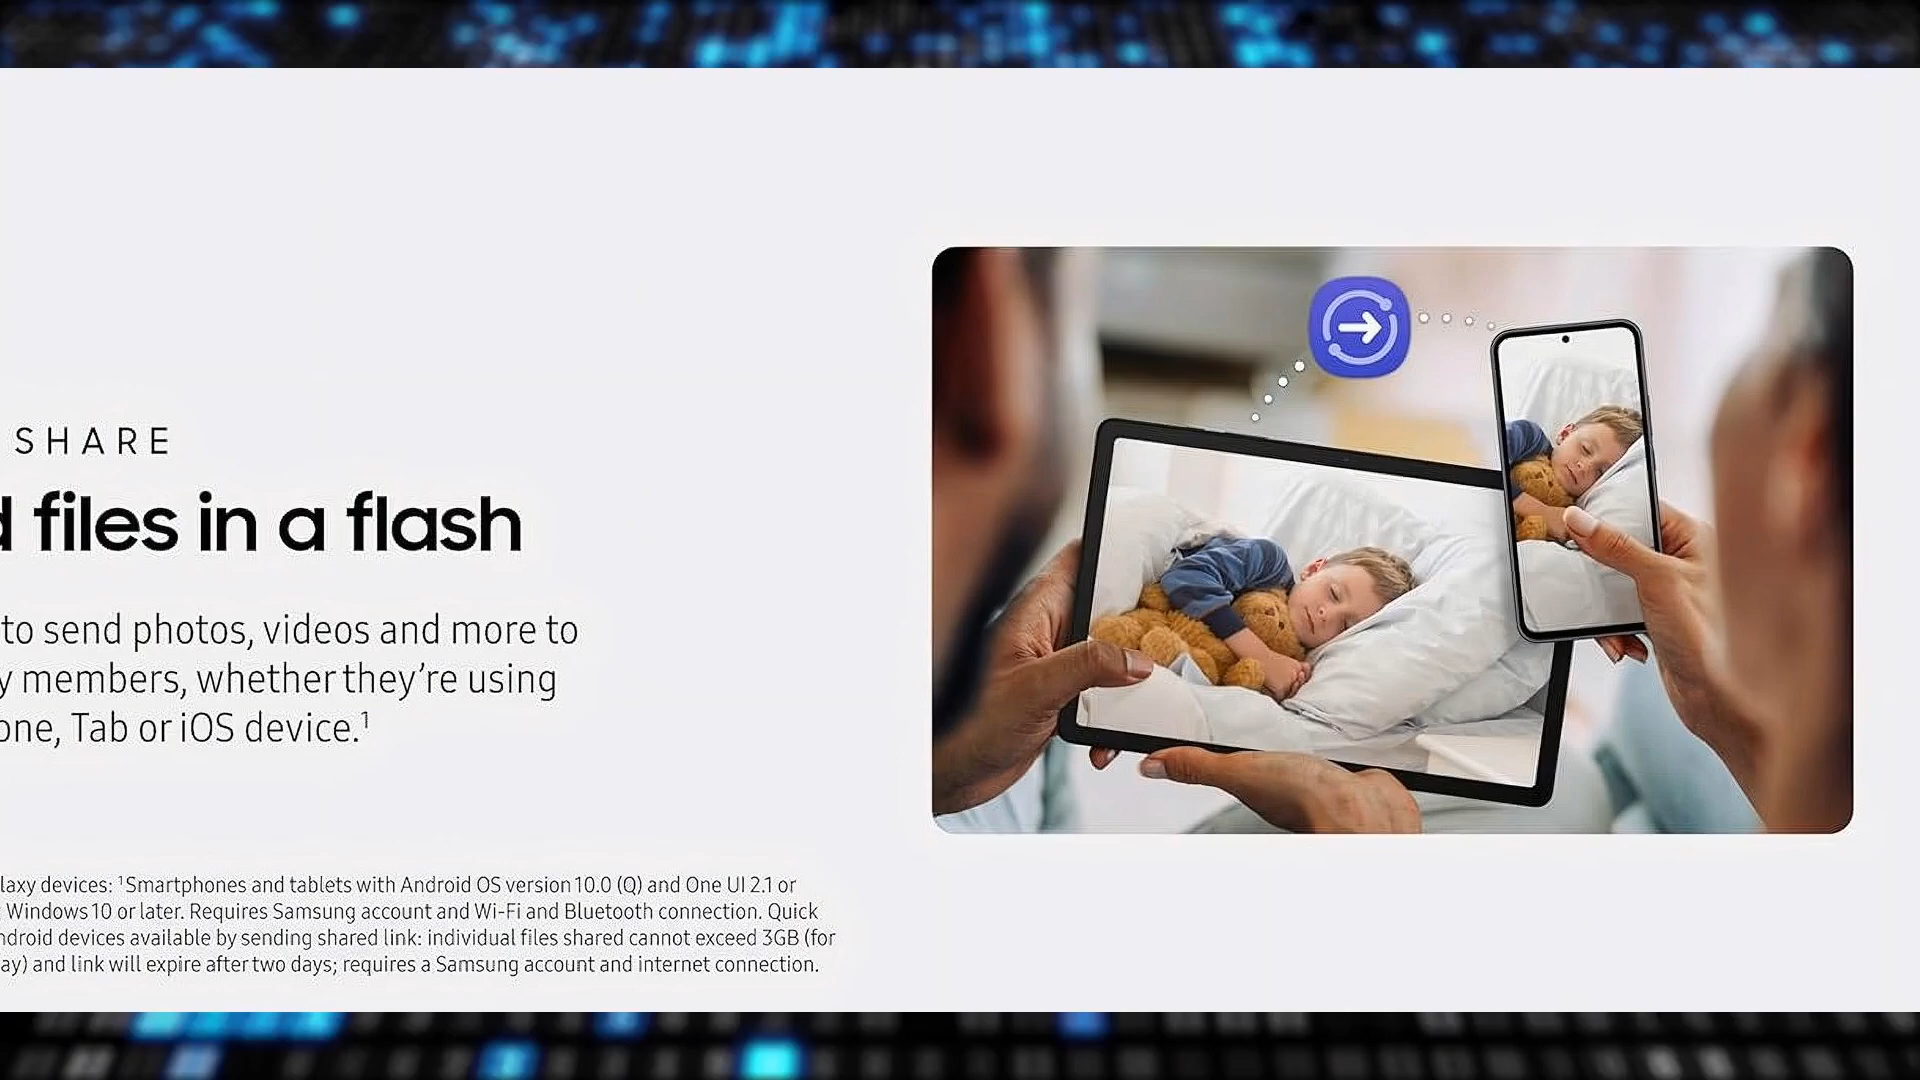 SHARE
files in a flash
to send photos, videos and more to
members, whether they're using
Tab or iOS device.¹
devices: ¹Smartphones and tablets with Android OS version 10.0 (Q) and One UI 2.1 or
Windows 10 or later. Requires Samsung account and Wi-Fi and Bluetooth connection. Quick
devices available by sending shared link: individual files shared cannot exceed 3GB (for
and link will expire after two days; requires a Samsung account and internet connection.